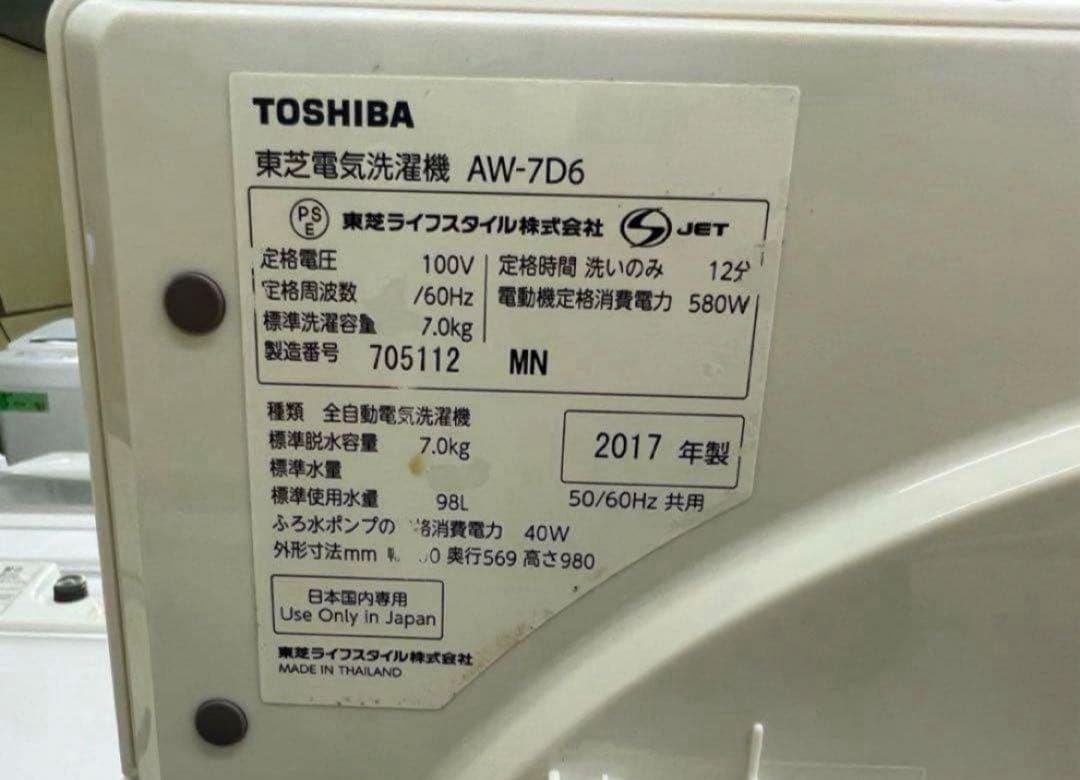 TOSHIBA
東芝電気洗濯機 AW-7D6
PSE 東芝ライフスタイル株式会社 JET
定格電圧 100V 定格時間 洗いのみ 12分
定格周波数 /60Hz 電動機定格消費電力 580W
標準洗濯容量 7.0kg
製造番号 705112 MN
種類 全自動電気洗濯機
標準脱水容量 7.0kg
2017 年製
標準水量
標準使用水量 98L 50/60Hz 共用
ふろ水ポンプの 格消費電力 40W
外形寸法mm 奥行569 高さ980
日本国内専用
Use Only in Japan
東芝ライフスタイル株式会社
MADE IN THAILAND